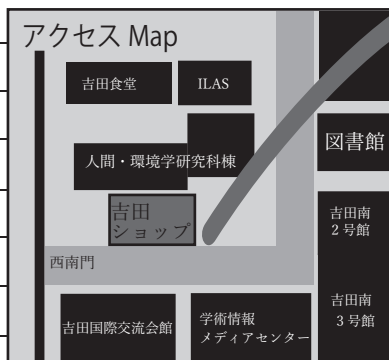 アクセス Map
吉田食堂
ILAS
図書館
人間・環境学研究科棟
吉田
ショップ
吉田南
2号館
西南門
吉田国際交流会館
学術情報
メディアセンター
吉田南
3号館